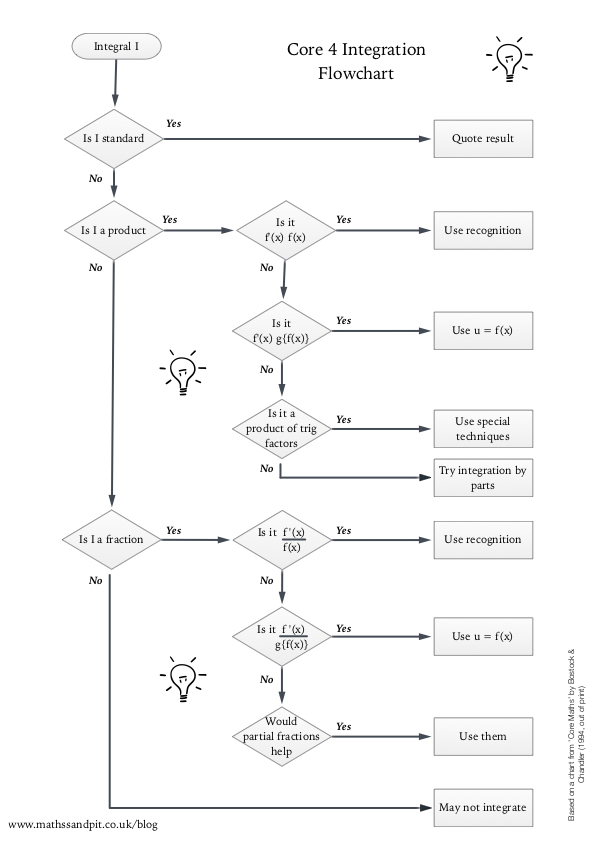 Integral I
Core 4 Integration
Flowchart
Is I standard
Yes
Quote result
No
Is I a product
Yes
Is it
f'(x) f(x)
Yes
Use recognition
No
No
Is it
f'(x) g{f(x)}
Yes
Use u = f(x)
No
Is it a
product of trig
factors
Yes
Use special
techniques
No
Try integration by
parts
Is I a fraction
Yes
Is it f'(x)
f(x)
Yes
Use recognition
No
No
Is it f'(x)
g{f(x)}
Yes
Use u = f(x)
No
Would
partial fractions
help
Yes
Use them
May not integrate
Based on a chart from 'Core Maths' by Bostock &
Chandler (1994, out of print)
www.mathssandpit.co.uk/blog